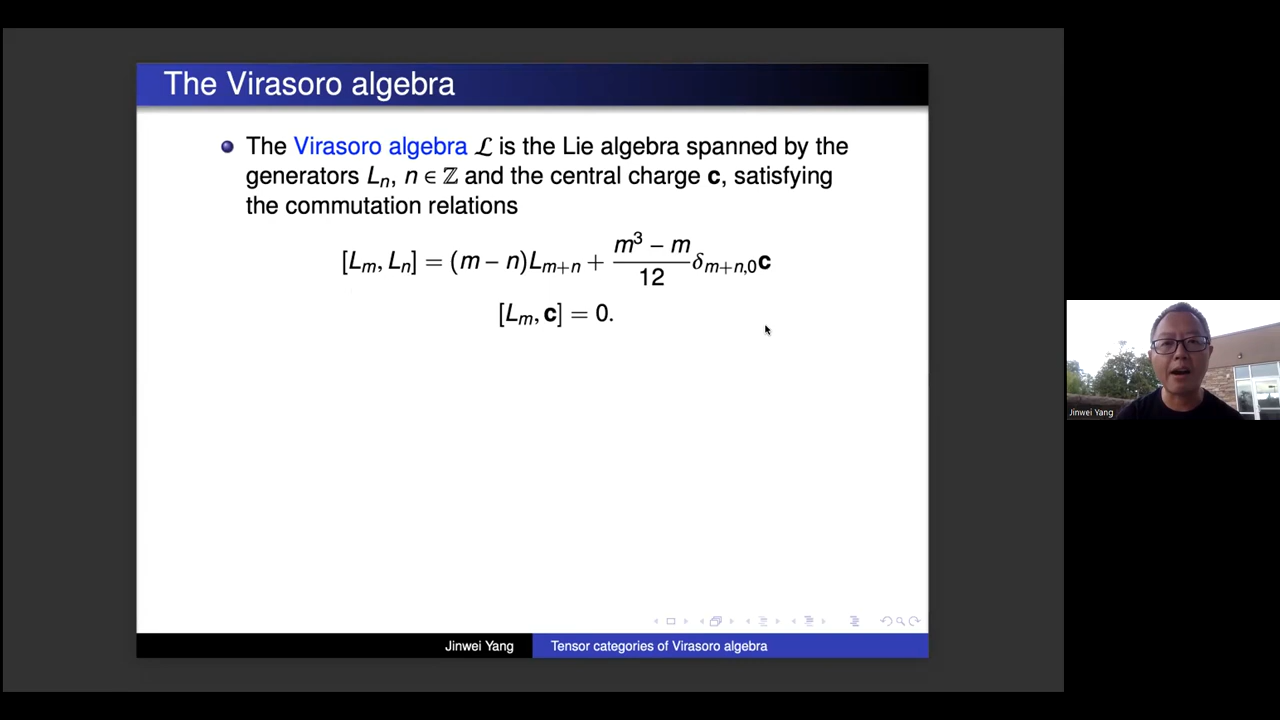 The Virasoro algebra
The Virasoro algebra ℒ is the Lie algebra spanned by the
generators Lₙ, n ∈ ℤ and the central charge c, satisfying
the commutation relations
[Lₘ, Lₙ] = (m − n)Lₘ₊ₙ + (m³ − m)/12 δₘ₊ₙ,₀c
[Lₘ, c] = 0.
Jinwei Yang
Jinwei Yang Tensor categories of Virasoro algebra